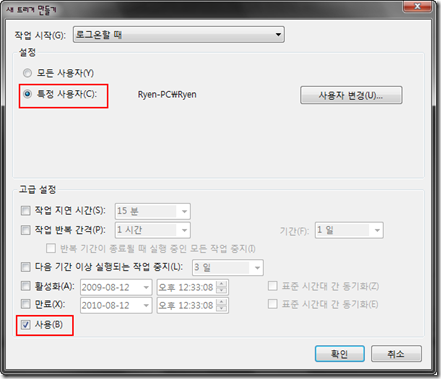 새 트리거 만들기
작업 시작(G): 로그온할 때
설정
모든 사용자(Y)
특정 사용자(C): Ryen-PC₩Ryen 사용자 변경(U)...
고급 설정
작업 지연 시간(S): 15 분
작업 반복 간격(P): 1 시간 기간(F): 1 일
반복 기간이 종료될 때 실행 중인 모든 작업 중지(I)
다음 기간 이상 실행되는 작업 중지(L): 3 일
활성화(A): 2009-08-12 오후 12:33:08 표준 시간대 간 동기화(Z)
만료(X): 2010-08-12 오후 12:33:08 표준 시간대 간 동기화(E)
사용(B)
확인 취소